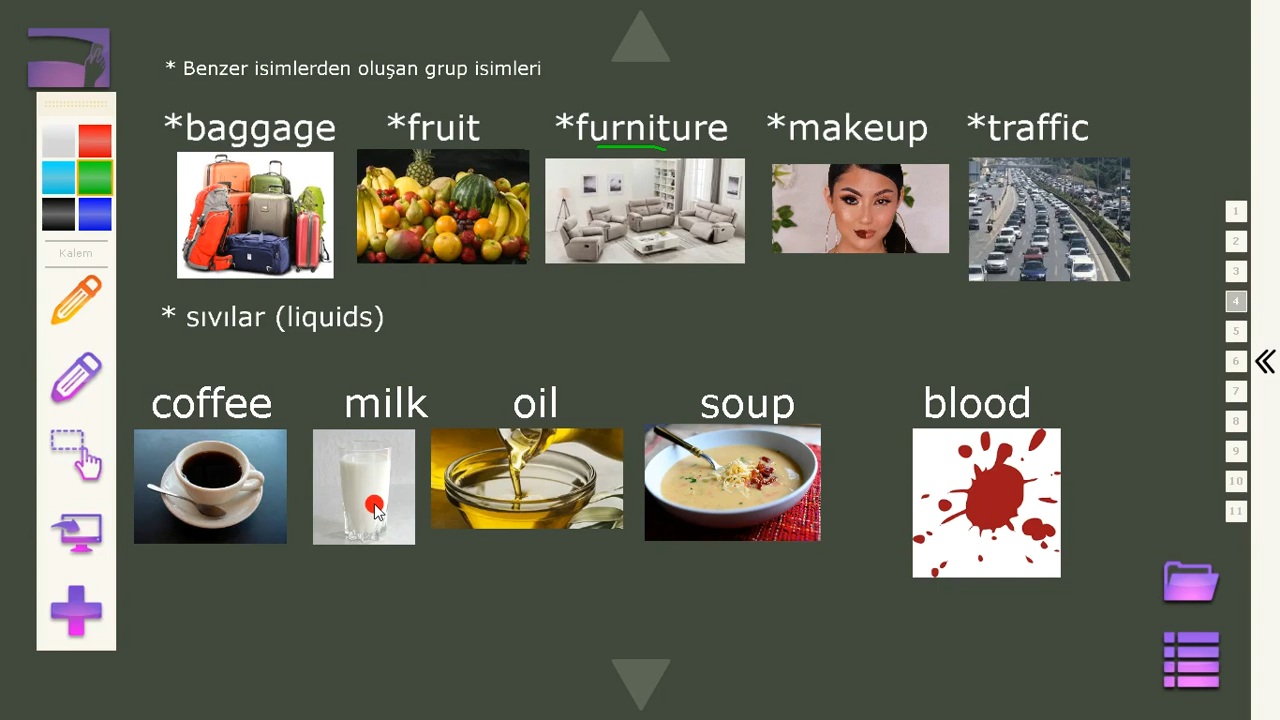 * Benzer isimlerden oluşan grup isimleri
*baggage *fruit *furniture *makeup *traffic
* sıvılar (liquids)
coffee milk oil soup blood
Kalem
1
2
3
4
5
6
7
8
9
10
11